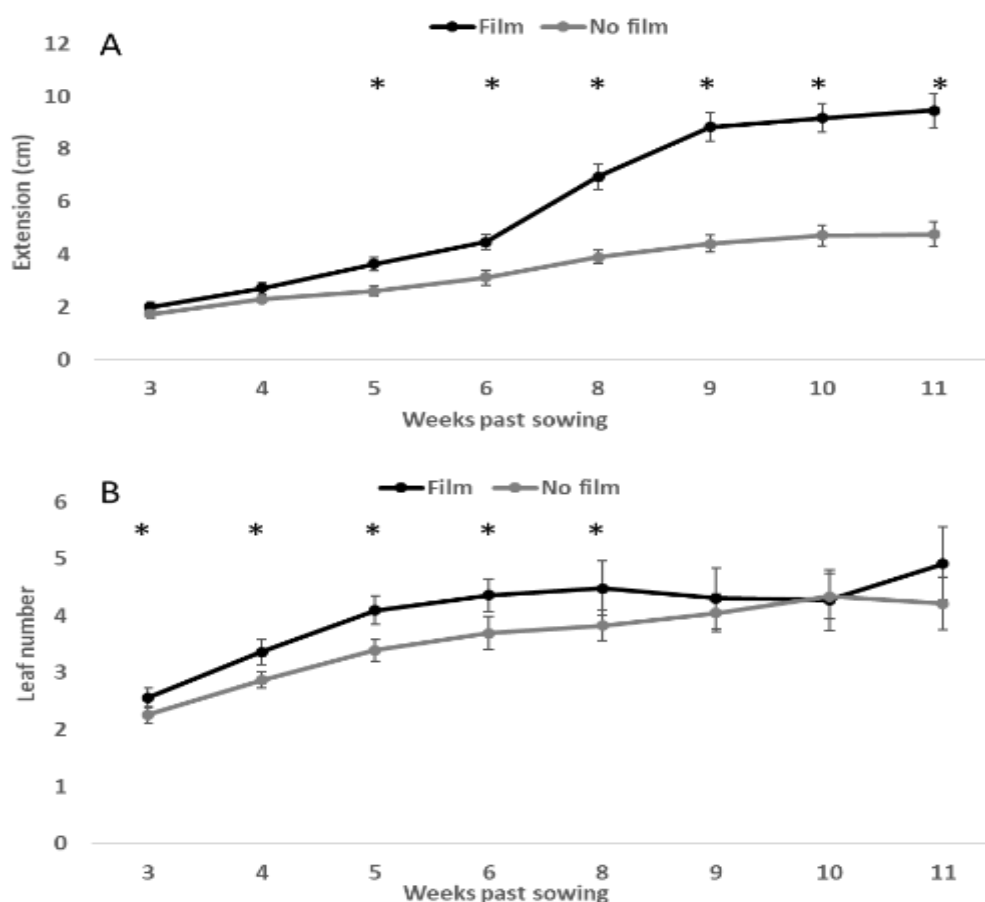 A
Film No film
12
* * * * * *
10
8
6
4
2
0
Extension (cm)
3 4 5 6 8 9 10 11
Weeks past sowing
B
Film No film
6
* * * * *
5
4
3
2
1
0
Leaf number
3 4 5 6 8 9 10 11
Weeks past sowing